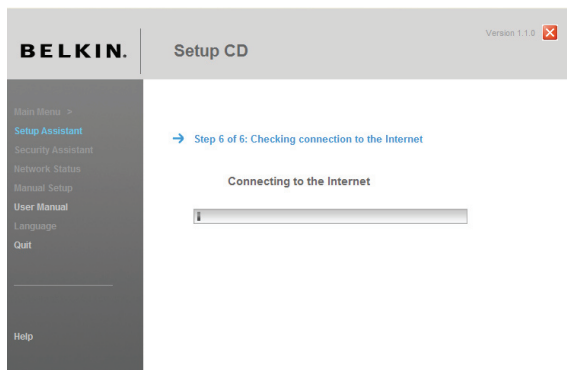 Version 1.1.0
BELKIN.
Setup CD
Main Menu >
Setup Assistant
Security Assistant
Network Status
Manual Setup
User Manual
Language
Quit
Help
Step 6 of 6: Checking connection to the Internet
Connecting to the Internet